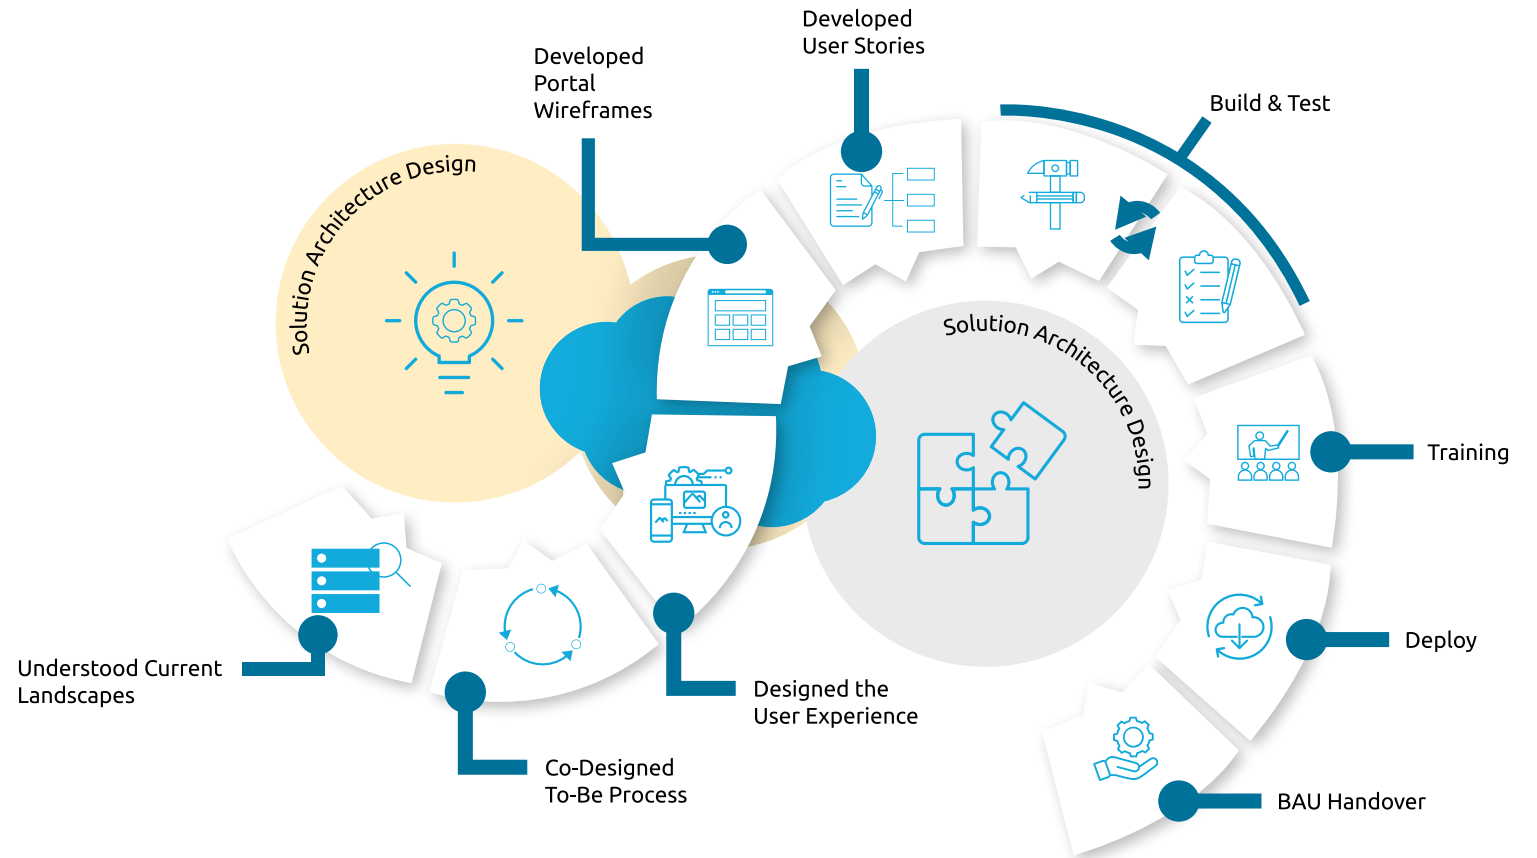 Developed
User Stories
Developed
Portal
Wireframes
Build & Test
Solution Architecture Design
Solution Architecture Design
Training
Understood Current
Landscapes
Designed the
User Experience
Deploy
Co-Designed
To-Be Process
BAU Handover